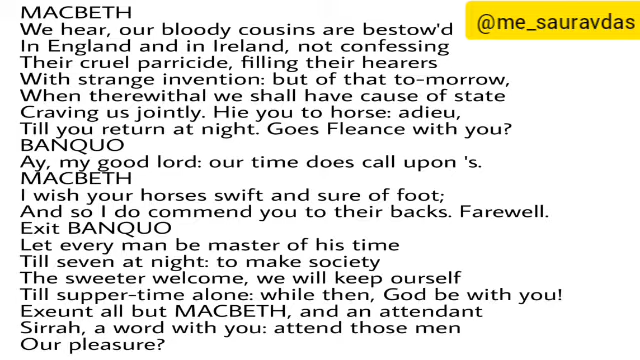 MACBETH
@me_sauravdas
We hear, our bloody cousins are bestow'd
In England and in Ireland, not confessing
Their cruel parricide, filling their hearers
With strange invention: but of that to-morrow,
When therewithal we shall have cause of state
Craving us jointly. Hie you to horse: adieu,
Till you return at night. Goes Fleance with you?
BANQUO
Ay, my good lord: our time does call upon 's.
MACBETH
I wish your horses swift and sure of foot;
And so I do commend you to their backs. Farewell.
Exit BANQUO
Let every man be master of his time
Till seven at night: to make society
The sweeter welcome, we will keep ourself
Till supper-time alone: while then, God be with you!
Exeunt all but MACBETH, and an attendant
Sirrah, a word with you: attend those men
Our pleasure?